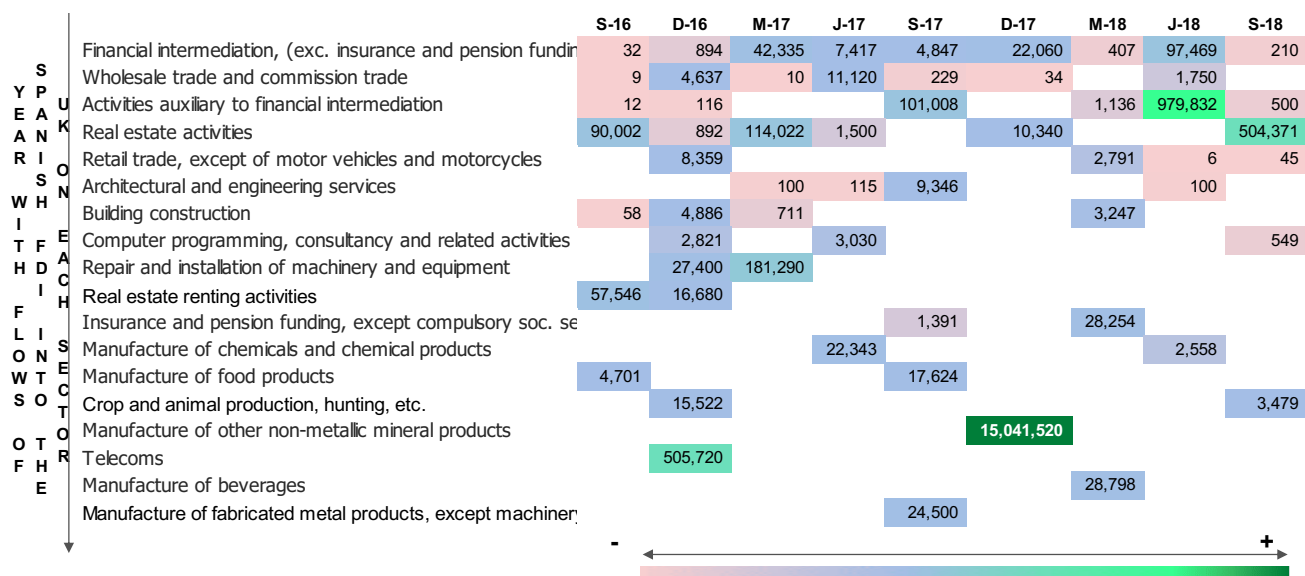 S-16 D-16 M-17 J-17 S-17 D-17 M-18 J-18 S-18
YEAR WITH FLOWS OF
SPANISH FDI INTO THE
UK ON EACH SECTOR
Financial intermediation, (exc. insurance and pension fundin 32 894 42,335 7,417 4,847 22,060 407 97,469 210
Wholesale trade and commission trade 9 4,637 10 11,120 229 34 1,750
Activities auxiliary to financial intermediation 12 116 101,008 1,136 979,832 500
Real estate activities 90,002 892 114,022 1,500 10,340 504,371
Retail trade, except of motor vehicles and motorcycles 8,359 2,791 6 45
Architectural and engineering services 100 115 9,346 100
Building construction 58 4,886 711 3,247
Computer programming, consultancy and related activities 2,821 3,030 549
Repair and installation of machinery and equipment 27,400 181,290
Real estate renting activities 57,546 16,680
Insurance and pension funding, except compulsory soc. se 1,391 28,254
Manufacture of chemicals and chemical products 22,343 2,558
Manufacture of food products 4,701 17,624
Crop and animal production, hunting, etc. 15,522 3,479
Manufacture of other non-metallic mineral products 15,041,520
Telecoms 505,720
Manufacture of beverages 28,798
Manufacture of fabricated metal products, except machinery 24,500
- +